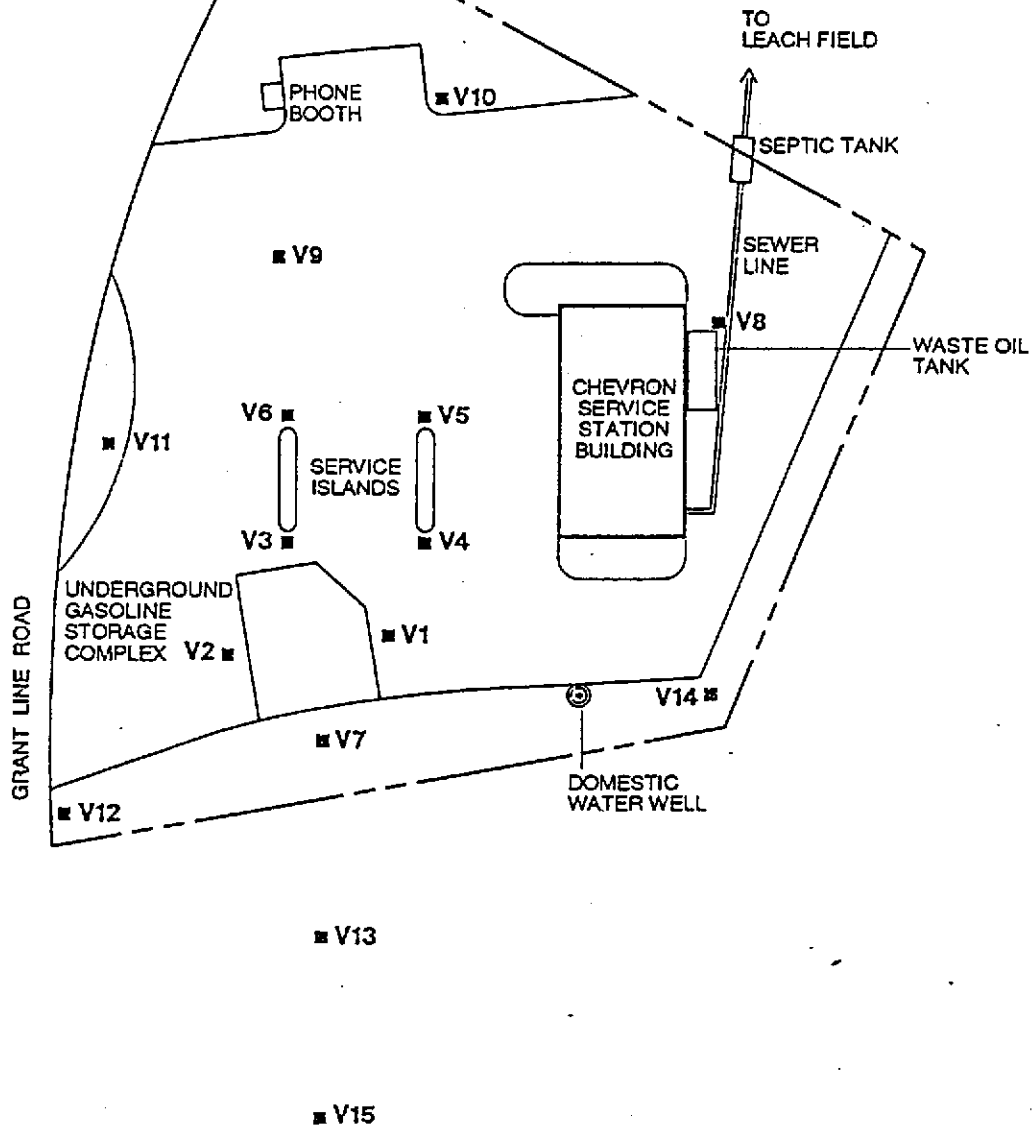 TO
LEACH FIELD
PHONE
BOOTH
V10
SEPTIC TANK
V9
SEWER
LINE
V8
WASTE OIL
TANK
CHEVRON
SERVICE
STATION
BUILDING
V6
V5
V11
SERVICE
ISLANDS
V3
V4
UNDERGROUND
GASOLINE
STORAGE
COMPLEX
V2
V1
GRANT LINE ROAD
V14
V7
DOMESTIC
WATER WELL
V12
V13
V15